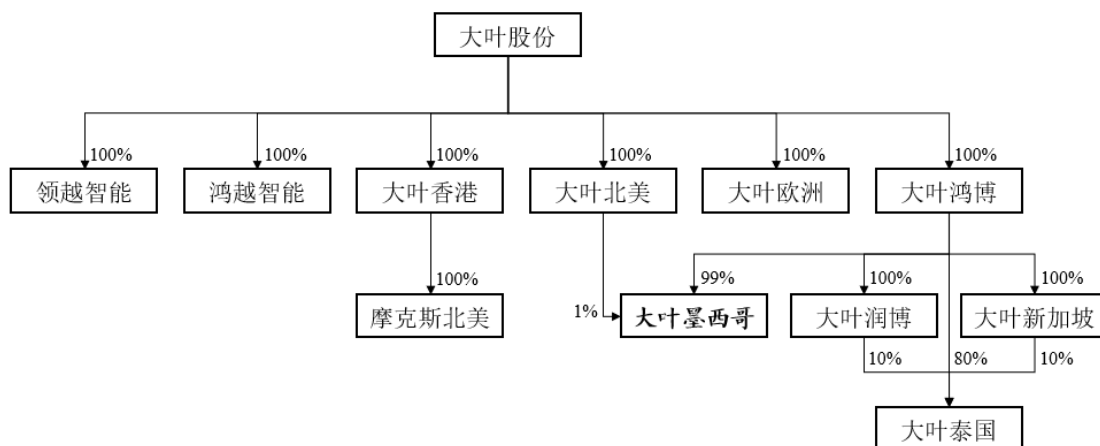 大叶股份
100%
100%
100%
100%
100%
100%
领越智能
鸿越智能
大叶香港
大叶北美
大叶欧洲
大叶鸿博
100%
99%
100%
100%
1%
摩克斯北美
大叶墨西哥
大叶润博
大叶新加坡
10%
80%
10%
大叶泰国